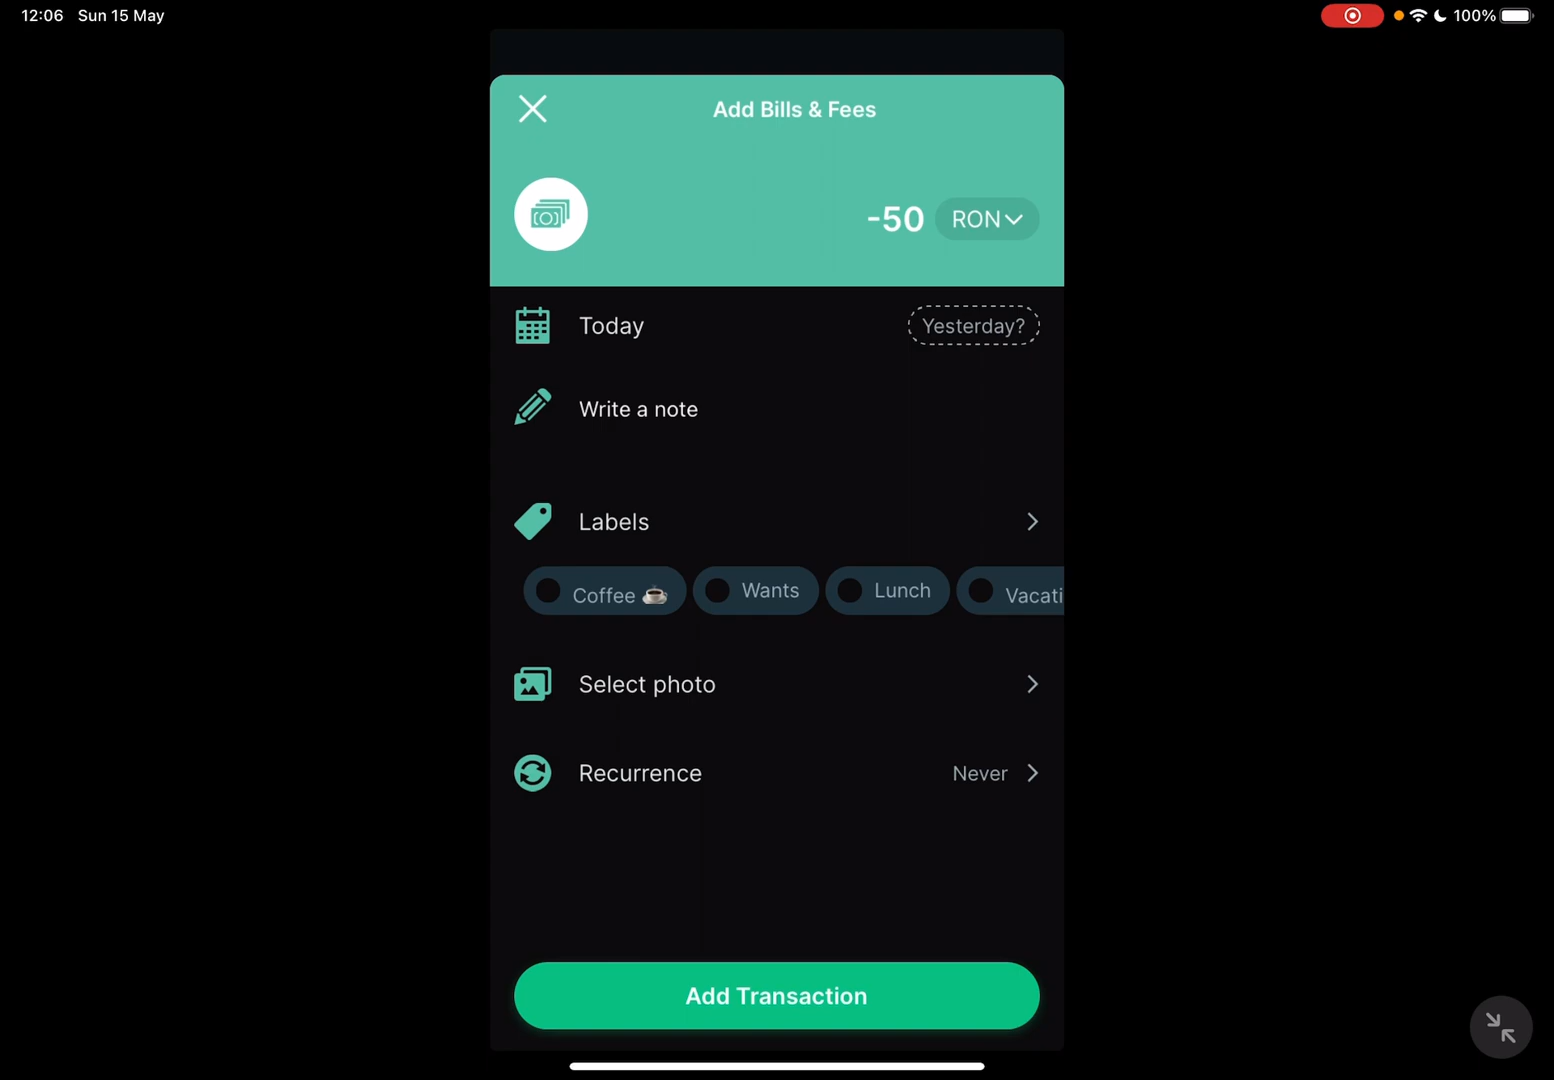 12:06 Sun 15 May
100%
Add Bills & Fees
-50 RON
Today
Yesterday?
Write a note
Labels
Coffee ☕ Wants Lunch Vacati
Select photo
Recurrence
Never
Add Transaction